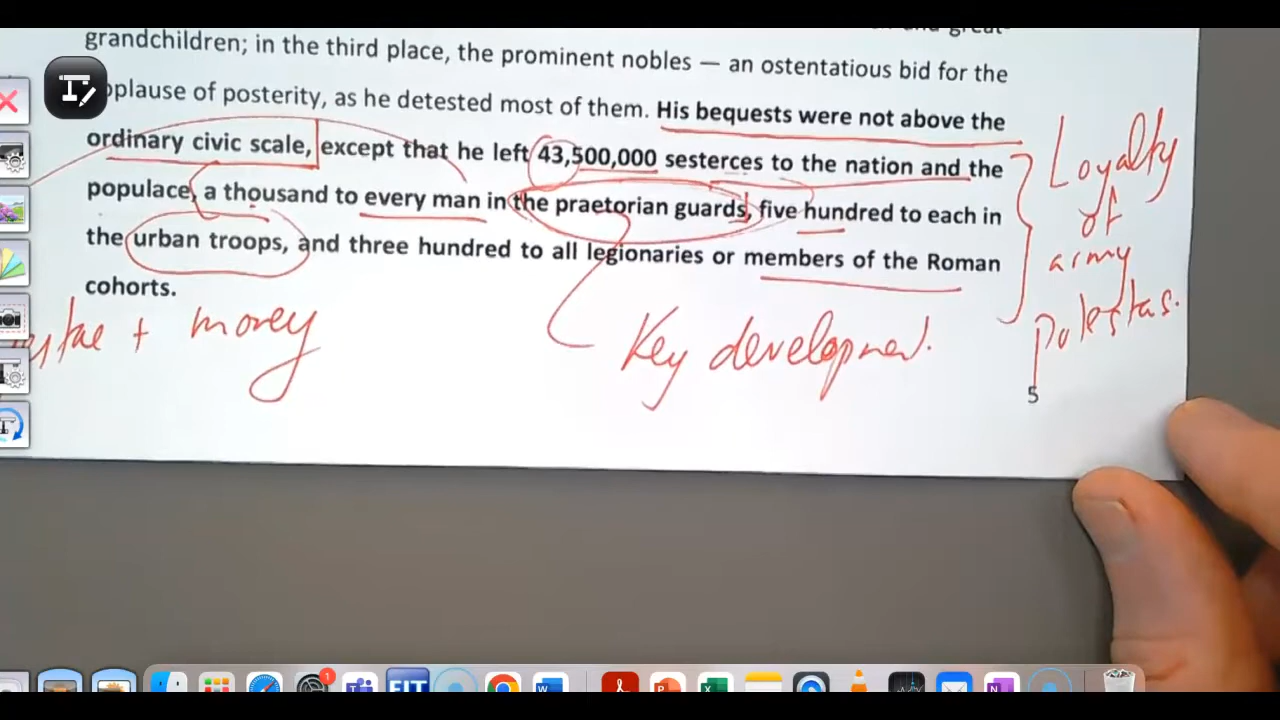 grandchildren; in the third place, the prominent nobles — an ostentatious bid for the
pplause of posterity, as he detested most of them. His bequests were not above the
ordinary civic scale, except that he left 43,500,000 sesterces to the nation and the
populace, a thousand to every man in the praetorian guards, five hundred to each in
the urban troops, and three hundred to all legionaries or members of the Roman
cohorts.
Loyalty
of
army
potestas.
+ money
Key development.
5
1
FIT